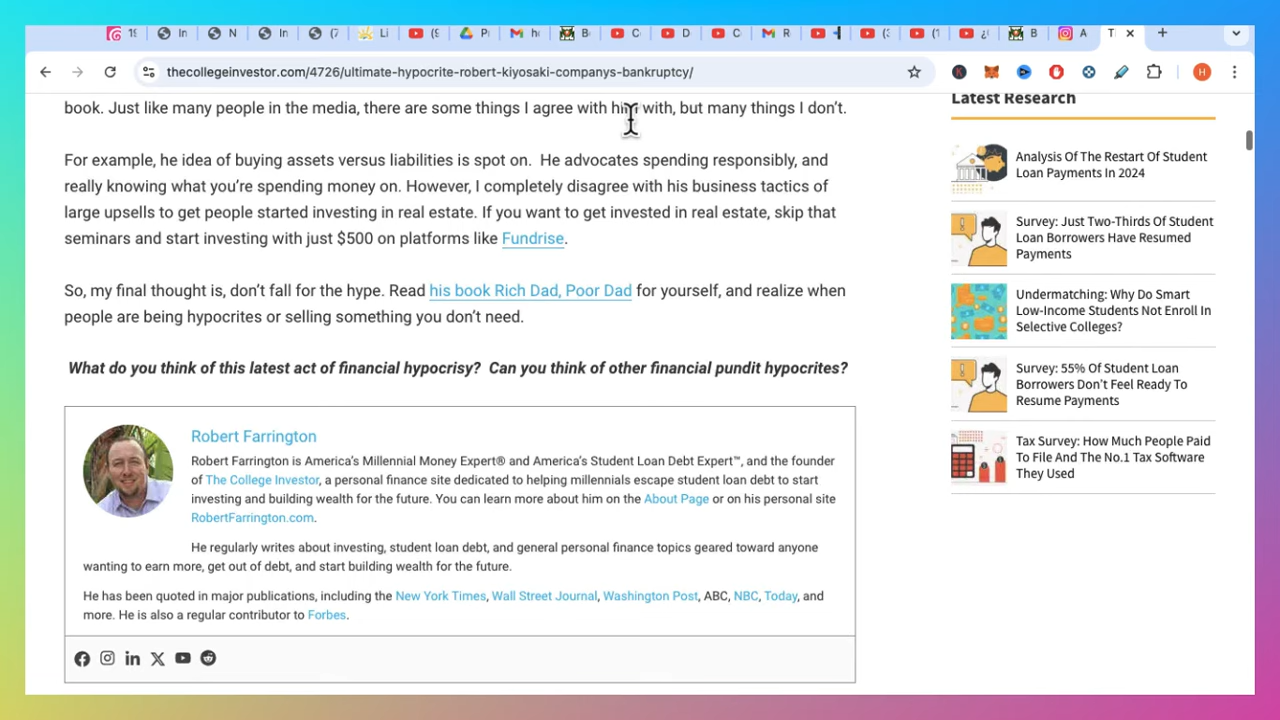 19
In
N
In
(7
Li
(9
Pi
ho
B
C
D
C
R
(3
(1
¿(
B
A
T
thecollegeinvestor.com/4726/ultimate-hypocrite-robert-kiyosaki-companys-bankruptcy/
K
H
book. Just like many people in the media, there are some things I agree with him with, but many things I don't.
For example, he idea of buying assets versus liabilities is spot on. He advocates spending responsibly, and
really knowing what you're spending money on. However, I completely disagree with his business tactics of
large upsells to get people started investing in real estate. If you want to get invested in real estate, skip that
seminars and start investing with just $500 on platforms like Fundrise.
So, my final thought is, don't fall for the hype. Read his book Rich Dad, Poor Dad for yourself, and realize when
people are being hypocrites or selling something you don't need.
What do you think of this latest act of financial hypocrisy? Can you think of other financial pundit hypocrites?
Robert Farrington
Robert Farrington is America's Millennial Money Expert® and America's Student Loan Debt Expert™, and the founder
of The College Investor, a personal finance site dedicated to helping millennials escape student loan debt to start
investing and building wealth for the future. You can learn more about him on the About Page or on his personal site
RobertFarrington.com.
He regularly writes about investing, student loan debt, and general personal finance topics geared toward anyone
wanting to earn more, get out of debt, and start building wealth for the future.
He has been quoted in major publications, including the New York Times, Wall Street Journal, Washington Post, ABC, NBC, Today, and
more. He is also a regular contributor to Forbes.
Latest Research
Analysis Of The Restart Of Student
Loan Payments In 2024
Survey: Just Two-Thirds Of Student
Loan Borrowers Have Resumed
Payments
Undermatching: Why Do Smart
Low-Income Students Not Enroll In
Selective Colleges?
Survey: 55% Of Student Loan
Borrowers Don't Feel Ready To
Resume Payments
Tax Survey: How Much People Paid
To File And The No.1 Tax Software
They Used